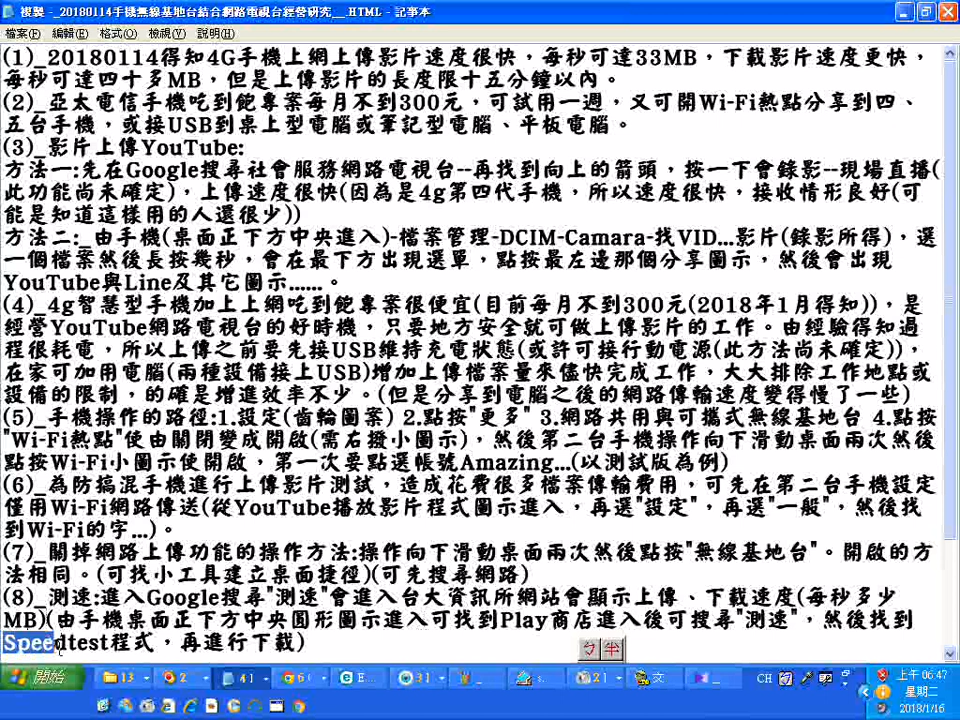 複製 - _20180114手機無線基地台結合網路電視台經營研究__.HTML - 記事本
檔案(F) 編輯(E) 格式(O) 檢視(V) 說明(H)
(1)_20180114得知4G手機上網上傳影片速度很快，每秒可達33MB，下載影片速度更快，
每秒可達四十多MB，但是上傳影片的長度限十五分鐘以內。
(2)_亞太電信手機吃到飽專案每月不到300元，可試用一週，又可開Wi-Fi熱點分享到四、
五台手機，或接USB到桌上型電腦或筆記型電腦、平板電腦。
(3)_影片上傳YouTube:
方法一:先在Google搜尋社會服務網路電視台--再找到向上的箭頭，按一下會錄影--現場直播(
此功能尚未確定)，上傳速度很快(因為是4g第四代手機，所以速度很快，接收情形良好(可
能是知道這樣用的人還很少))
方法二:_由手機(桌面正下方中央進入)-檔案管理-DCIM-Camara-找VID...影片(錄影所得)，選
一個檔案然後長按幾秒，會在最下方出現選單，點按最左邊那個分享圖示，然後會出現
YouTube與Line及其它圖示......。
(4)_4g智慧型手機加上上網吃到飽專案很便宜(目前每月不到300元(2018年1月得知))，是
經營YouTube網路電視台的好時機，只要地方安全就可做上傳影片的工作。由經驗得知過
程很耗電，所以上傳之前要先接USB維持充電狀態(或許可接行動電源(此方法尚未確定))，
在家可加用電腦(兩種設備接上USB)增加上傳檔案量來儘快完成工作，大大排除工作地點或
設備的限制，的確是增進效率不少。(但是分享到電腦之後的網路傳輸速度變得慢了一些)
(5)_手機操作的路徑:1.設定(齒輪圖案) 2.點按"更多" 3.網路共用與可攜式無線基地台 4.點按
"Wi-Fi熱點"使由關閉變成開啟(需右撥小圖示)，然後第二台手機操作向下滑動桌面兩次然後
點按Wi-Fi小圖示使開啟，第一次要點選帳號Amazing...(以測試版為例)
(6)_為防搞混手機進行上傳影片測試，造成花費很多檔案傳輸費用，可先在第二台手機設定
僅用Wi-Fi網路傳送(從YouTube播放影片程式圖示進入，再選"設定"，再選"一般"，然後找
到Wi-Fi的字...)。
(7)_關掉網路上傳功能的操作方法:操作向下滑動桌面兩次然後點按"無線基地台"。開啟的方
法相同。(可找小工具建立桌面捷徑)(可先搜尋網路)
(8)_測速:進入Google搜尋"測速"會進入台大資訊所網站會顯示上傳、下載速度(每秒多少
MB)(由手機桌面正下方中央圓形圖示進入可找到Play商店進入後可搜尋"測速"，然後找到
Speedtest程式，再進行下載)
ㄅ 半
開始 13 2 41 6 E... 31 s. 21 文 CH 上午 06:47
星期二
2018/1/16